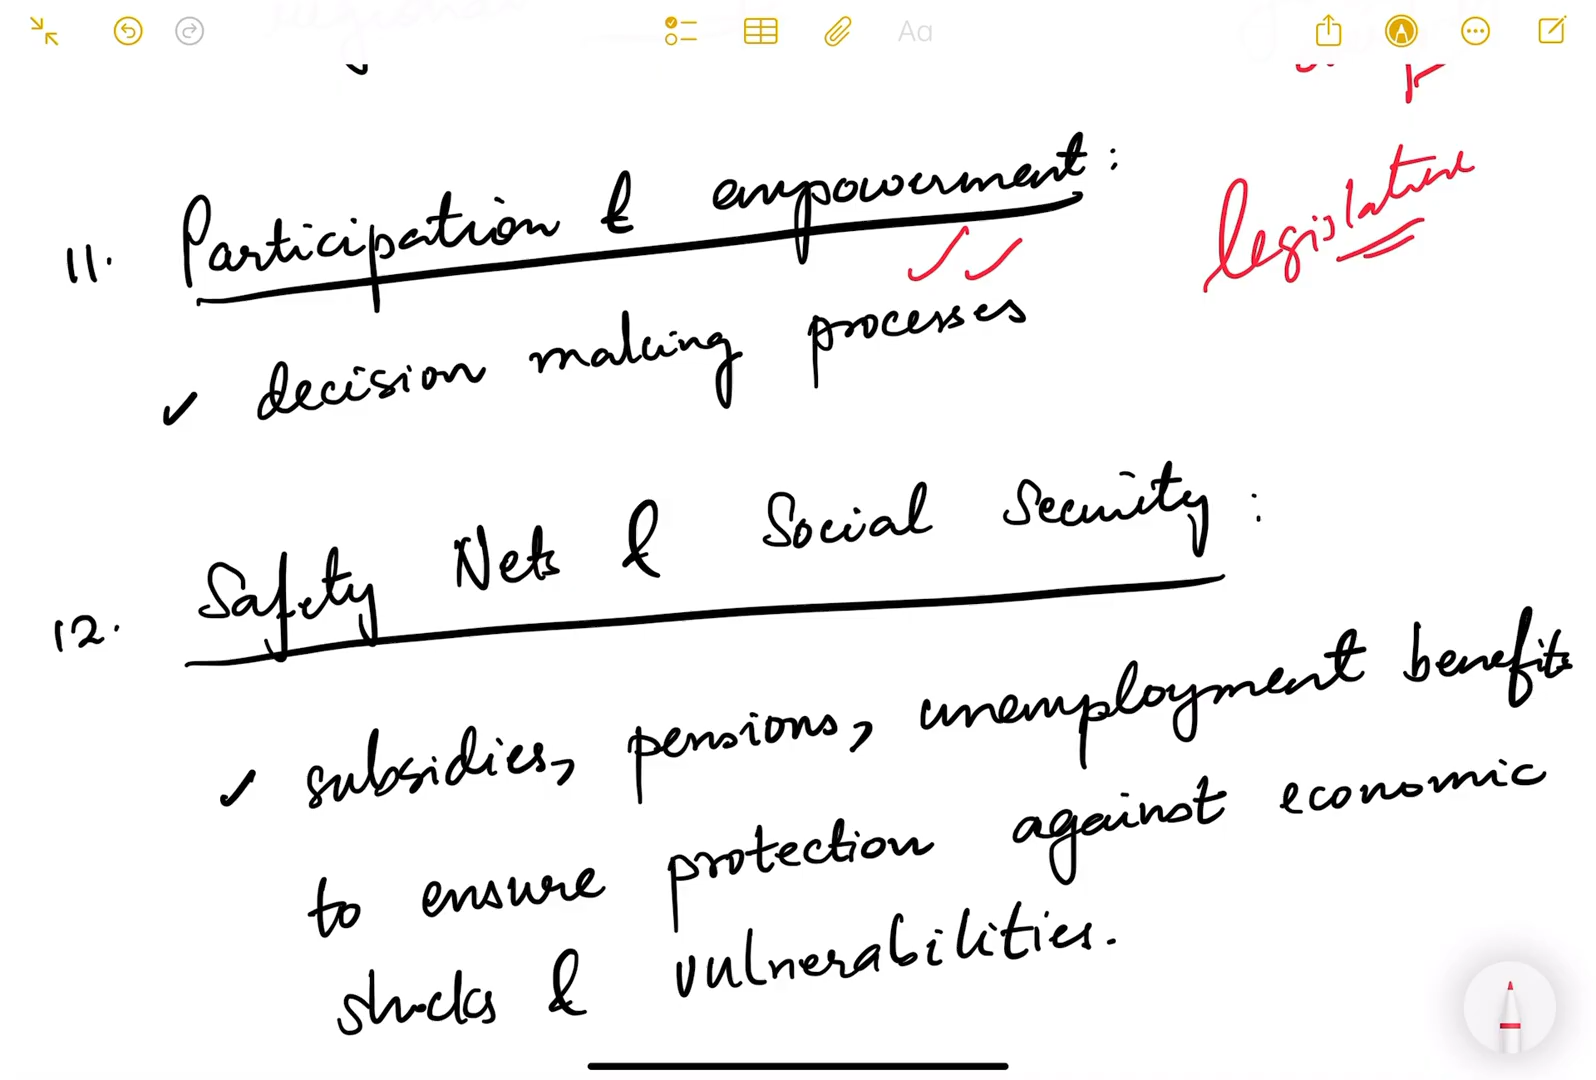 Aa
11. Participation & empowerment:
legislature
✓ decision making processes
12. Safety Nets & Social Security:
✓ subsidies, pensions, unemployment benefits
to ensure protection against economic
shocks & vulnerabilities.